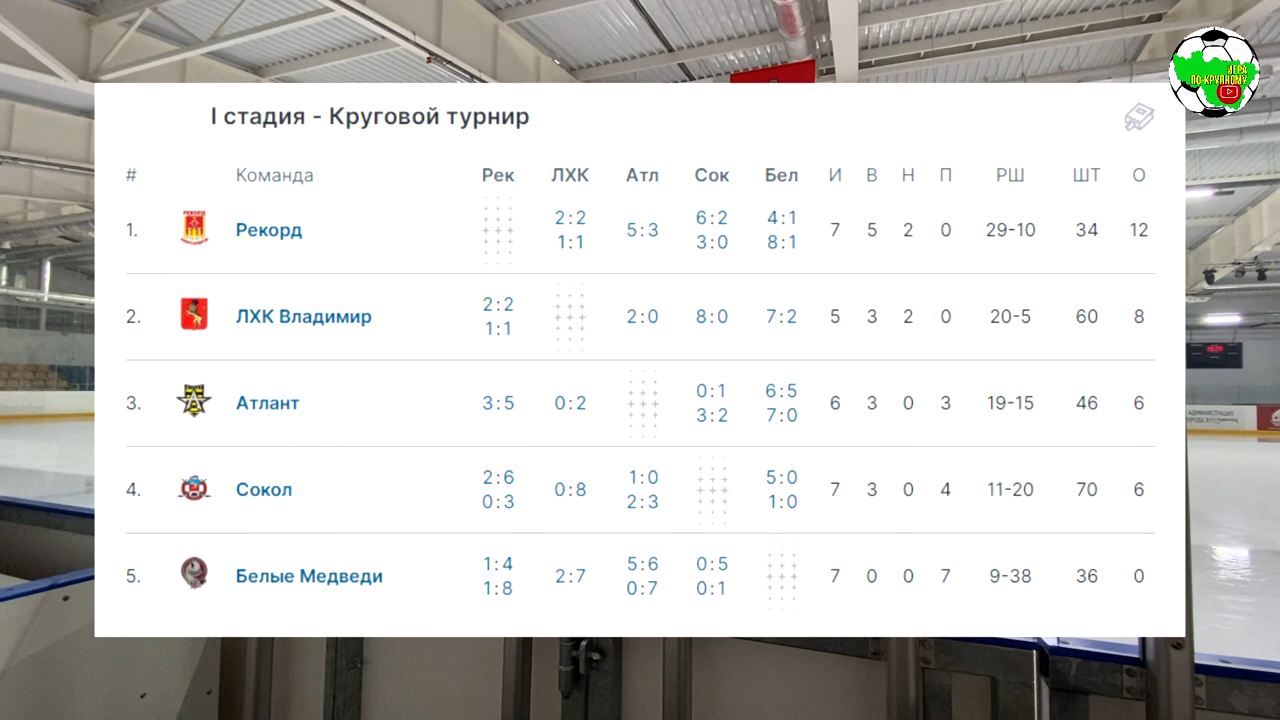 ИГРА
ПО-КРУПНОМУ
I стадия - Круговой турнир
# Команда Рек ЛХК Атл Сок Бел И В Н П РШ ШТ О
РЕКОРД
2:2 6:2 4:1
1. Рекорд 5:3 7 5 2 0 29-10 34 12
1:1 3:0 8:1
2:2
2. ЛХК Владимир 2:0 8:0 7:2 5 3 2 0 20-5 60 8
1:1
0:1 6:5
3. Атлант 3:5 0:2 6 3 0 3 19-15 46 6
3:2 7:0
2:6 1:0 5:0
4. Сокол 0:8 7 3 0 4 11-20 70 6
0:3 2:3 1:0
1:4 5:6 0:5
5. Белые Медведи 2:7 7 0 0 7 9-38 36 0
1:8 0:7 0:1
АДМИНИСТРАЦИЯ